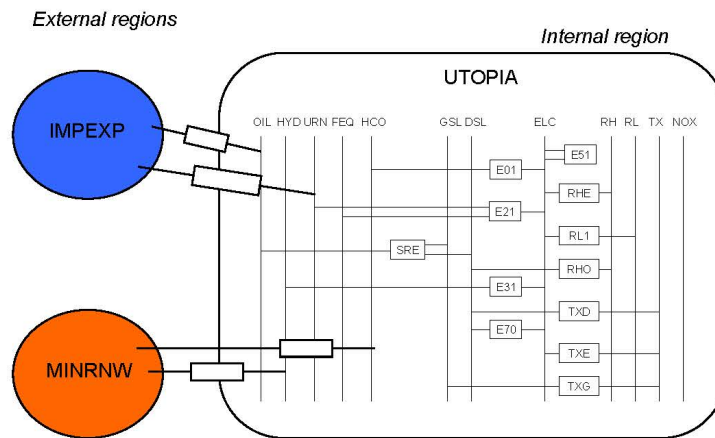 External regions
Internal region
UTOPIA
IMPEXP
OIL HYD URN FEQ HCO GSL DSL ELC RH RL TX NOX
E51
E01
RHE
E21
RL1
SRE
RHO
E31
TXD
E70
TXE
MINRNW
TXG